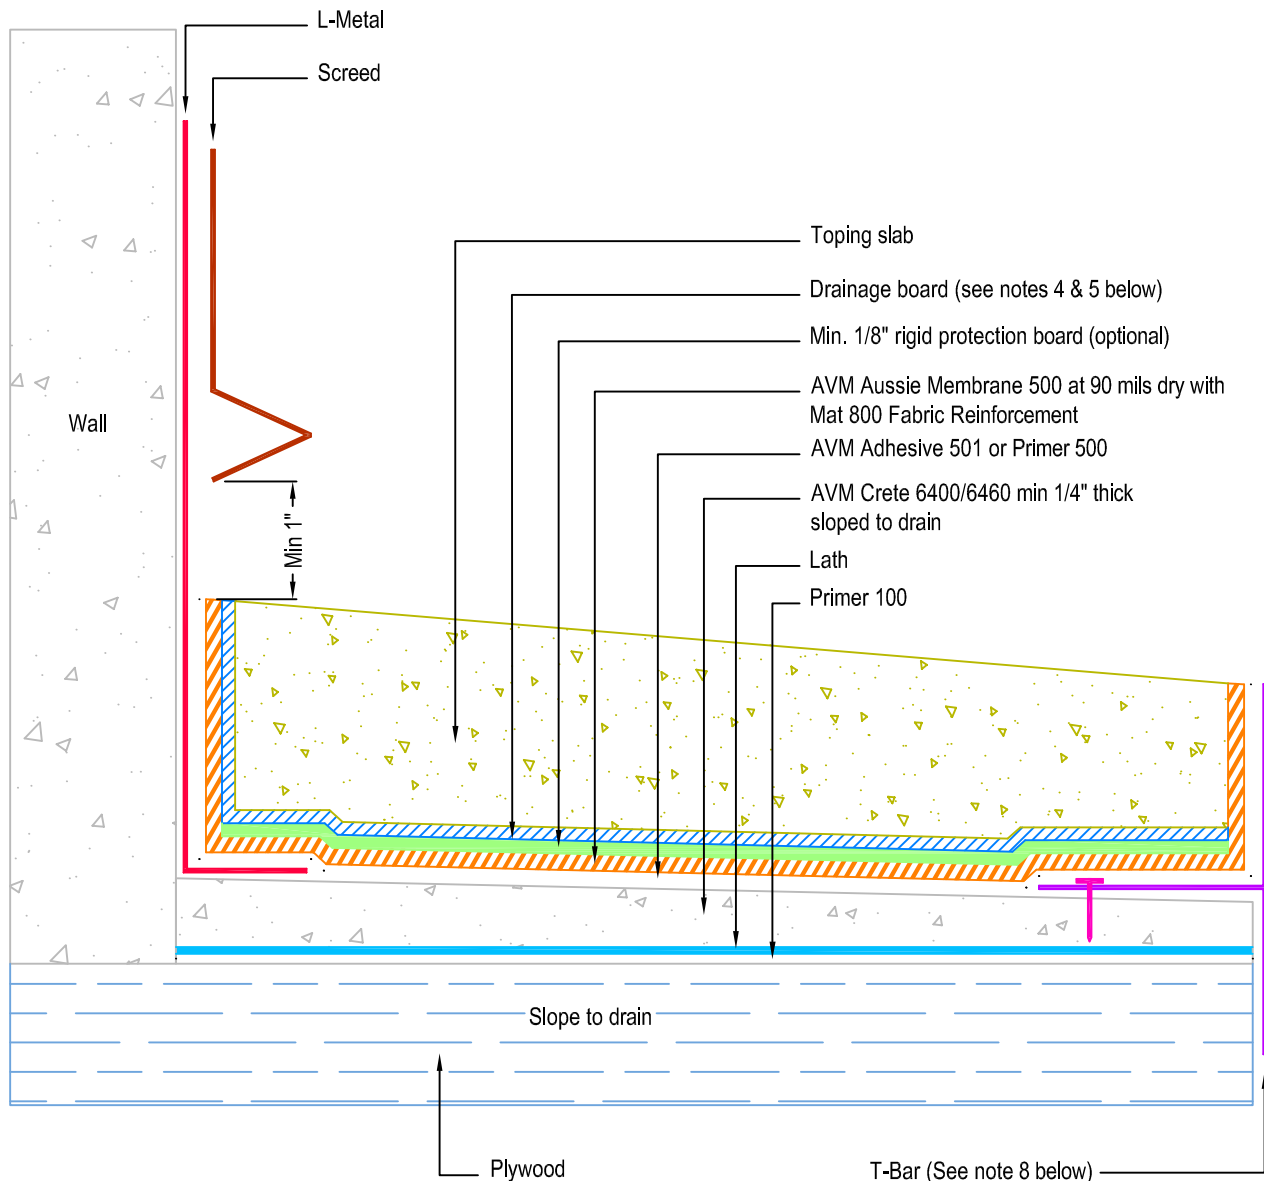 L-Metal
Screed
Toping slab
Drainage board (see notes 4 & 5 below)
Min. 1/8" rigid protection board (optional)
AVM Aussie Membrane 500 at 90 mils dry with
Mat 800 Fabric Reinforcement
Wall
AVM Adhesive 501 or Primer 500
AVM Crete 6400/6460 min 1/4" thick
sloped to drain
Min 1"
Lath
Primer 100
Slope to drain
Plywood
T-Bar (See note 8 below)